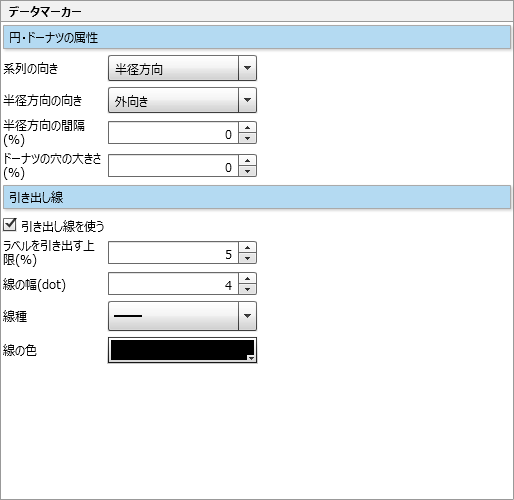 データマーカー
円・ドーナツの属性
系列の向き
半径方向
半径方向の向き
外向き
半径方向の間隔
(%)
0
ドーナツの穴の大きさ
(%)
0
引き出し線
引き出し線を使う
ラベルを引き出す上
限(%)
5
線の幅(dot)
4
線種
線の色